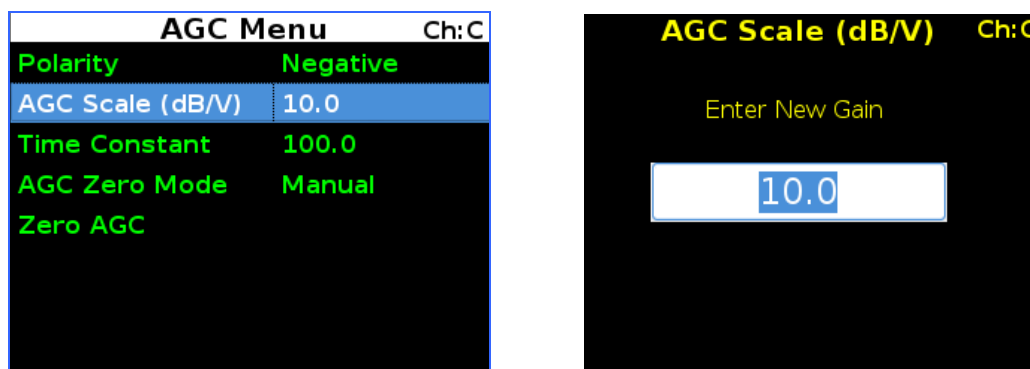 AGC Menu Ch:C
Polarity Negative
AGC Scale (dB/V) 10.0
Time Constant 100.0
AGC Zero Mode Manual
Zero AGC
AGC Scale (dB/V) Ch:C
Enter New Gain
10.0